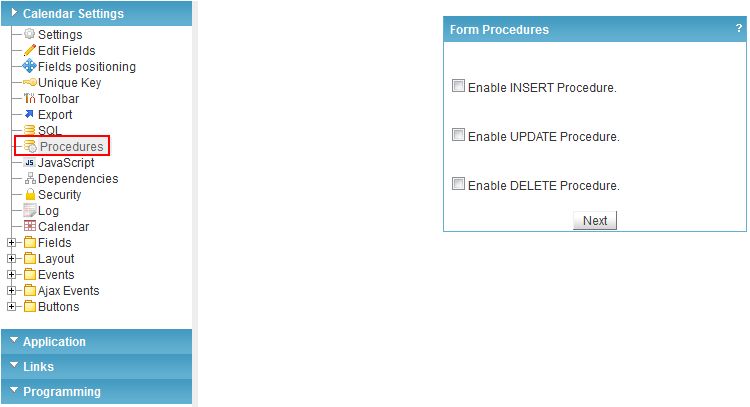 Calendar Settings
Settings
Edit Fields
Fields positioning
Unique Key
Toolbar
Export
SQL
Procedures
JS JavaScript
Dependencies
Security
Log
Calendar
Fields
Layout
Events
Ajax Events
Buttons
Application
Links
Programming
Form Procedures ?
Enable INSERT Procedure.
Enable UPDATE Procedure.
Enable DELETE Procedure.
Next